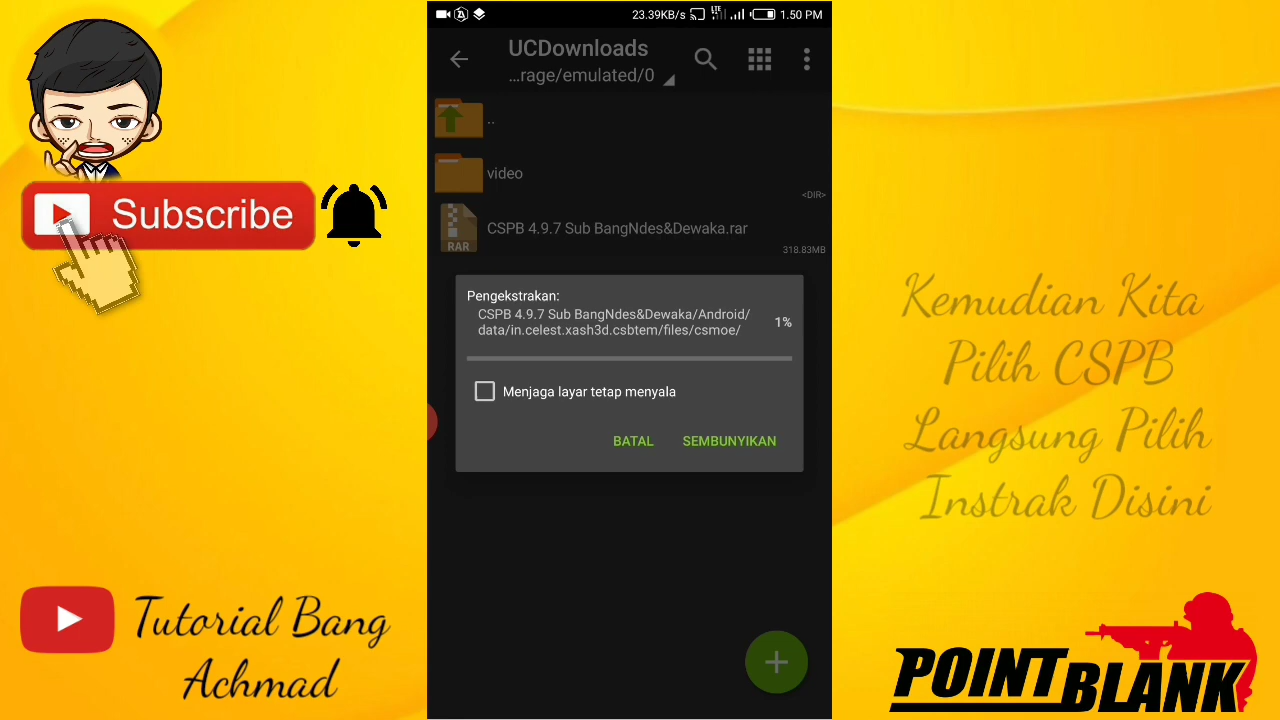 23.39KB/s LTE 1.50 PM
UCDownloads
...rage/emulated/0
..
video
<DIR>
CSPB 4.9.7 Sub BangNdes&Dewaka.rar
RAR
318.83MB
Pengekstrakan:
CSPB 4.9.7 Sub BangNdes&Dewaka/Android/
data/in.celest.xash3d.csbtem/files/csmoe/
1%
Menjaga layar tetap menyala
BATAL SEMBUNYIKAN
Subscribe
Kemudian Kita
Pilih CSPB
Langsung Pilih
Instrak Disini
Tutorial Bang
Achmad
POINT BLANK